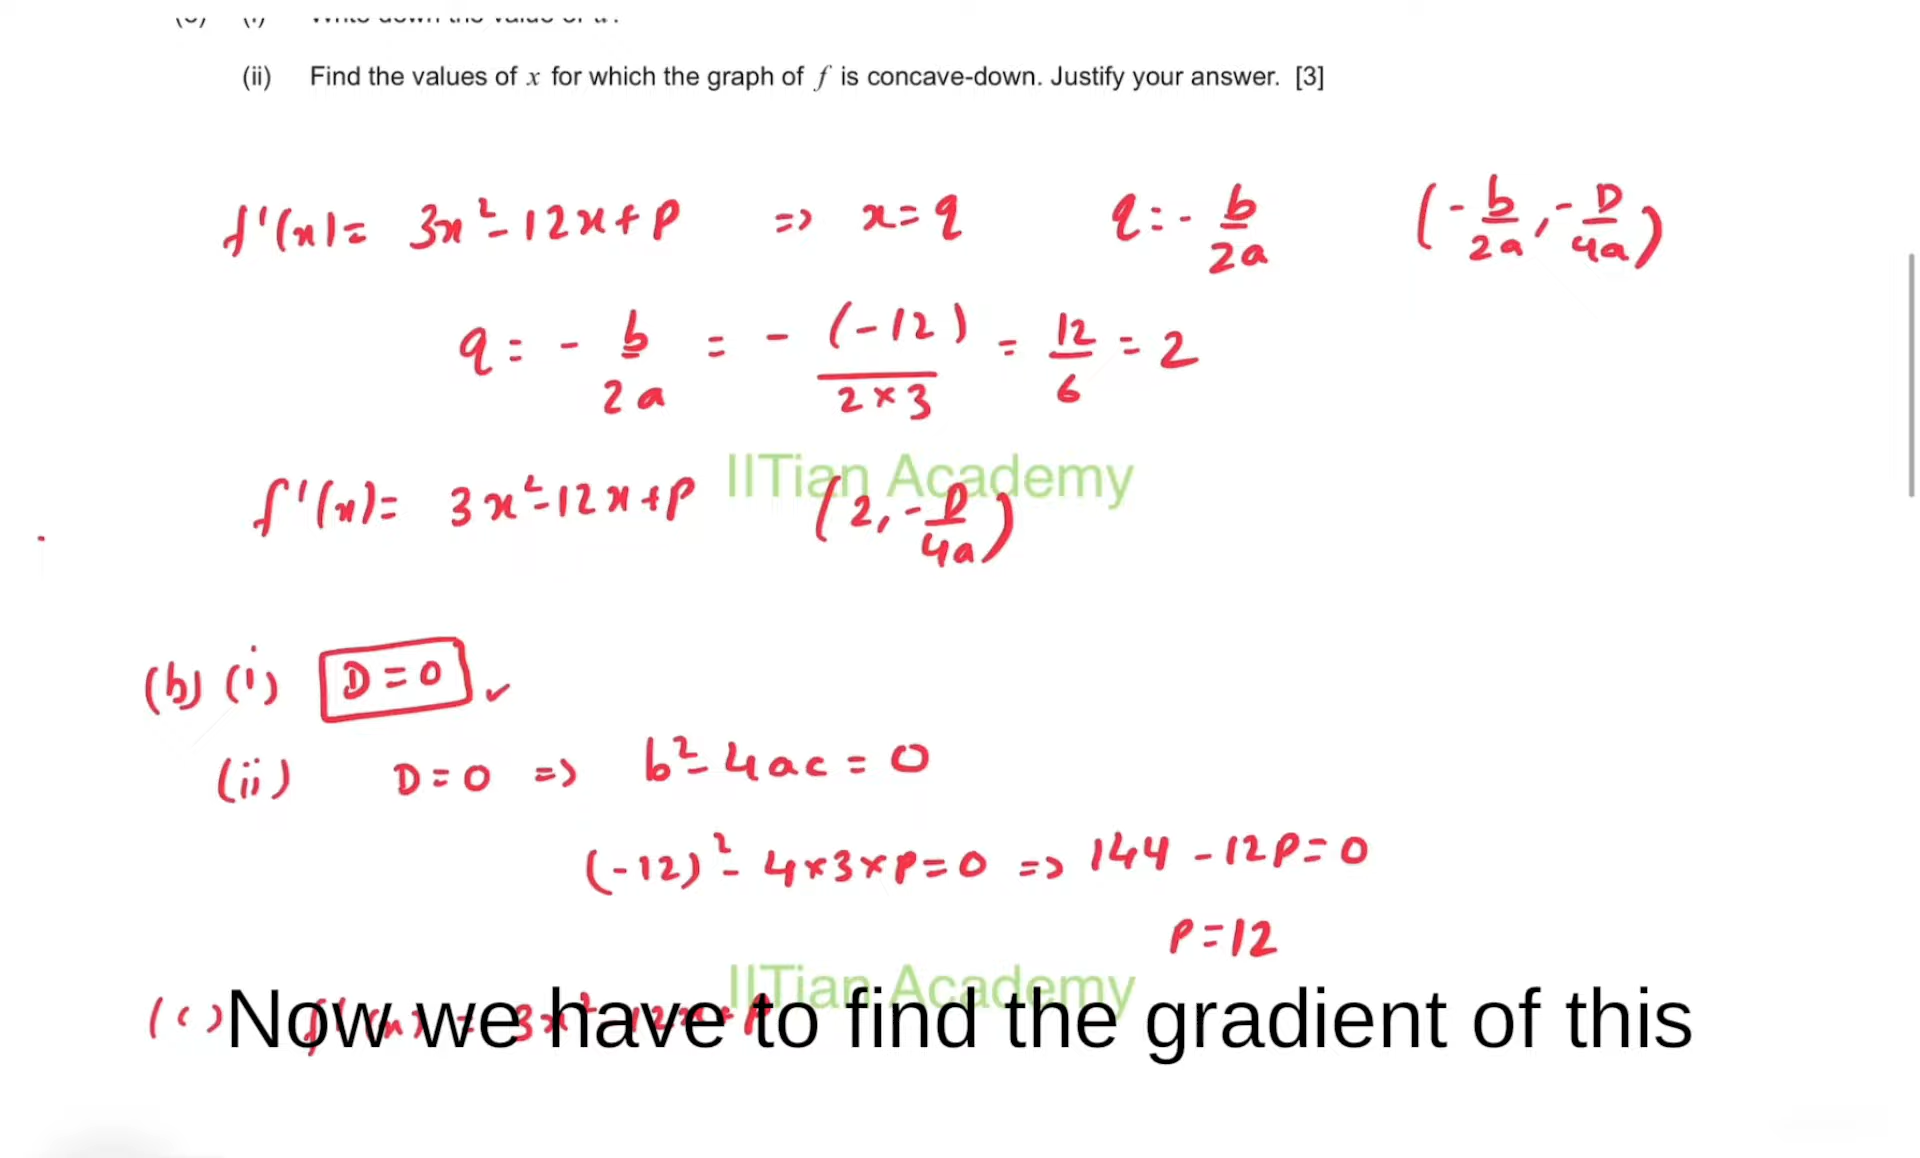 (ii) Find the values of x for which the graph of f is concave-down. Justify your answer. [3]
f'(x)= 3x²-12x+p => x=q q=-b/2a (-b/2a, -D/4a)
q= -b/2a = -(-12)/2×3 = 12/6 = 2
IITian Academy
f'(x)= 3x²-12x+p (2, -D/4a)
(b) (i) D=0 ✓
(ii) D=0 => b²-4ac=0
(-12)²-4×3×p=0 => 144-12p=0
p=12
IITian Academy
(c) f'(x) = 3x²-12x+p
Now we have to find the gradient of this